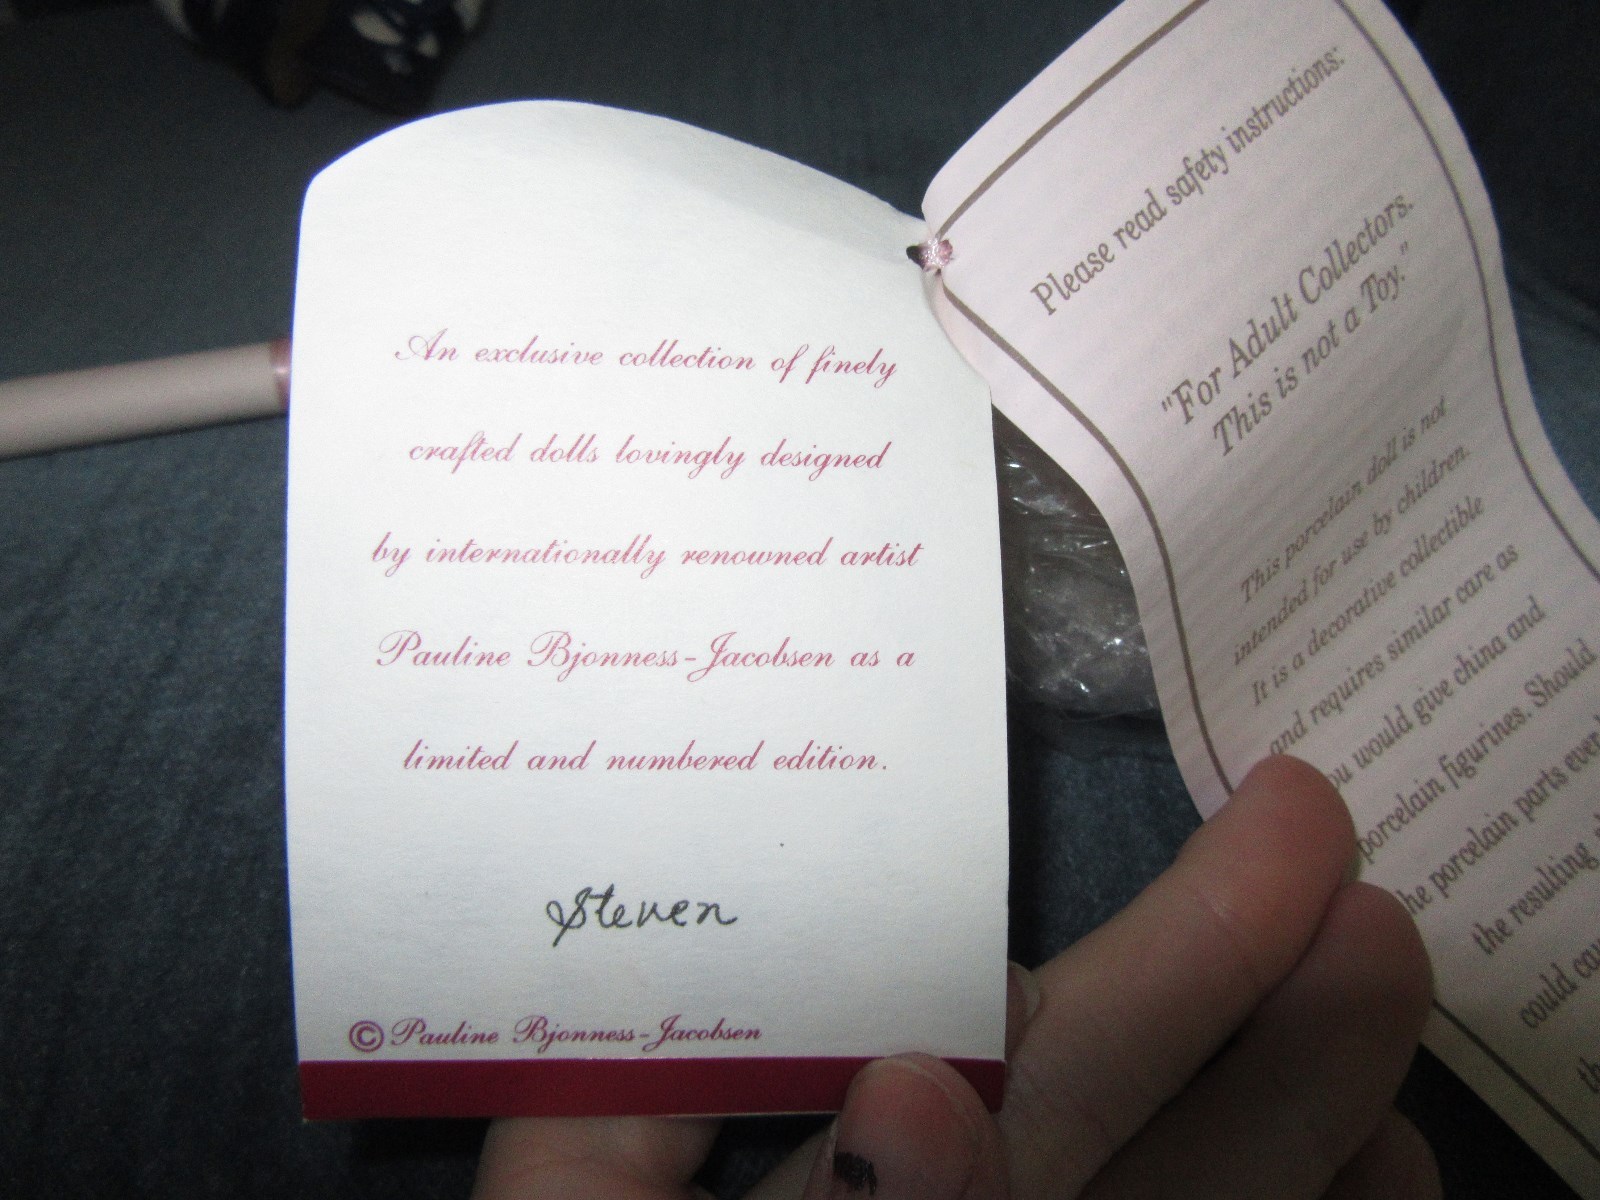 An exclusive collection of finely
crafted dolls lovingly designed
by internationally renowned artist
Pauline Bjonness-Jacobsen as a
limited and numbered edition.
Steven
© Pauline Bjonness-Jacobsen
Please read safety instructions:
"For Adult Collectors.
This is not a Toy."
This porcelain doll is not
intended for use by children.
It is a decorative collectible
and requires similar care as
ou would give china and
porcelain figurines. Should
he porcelain parts ever
the resulting,
could